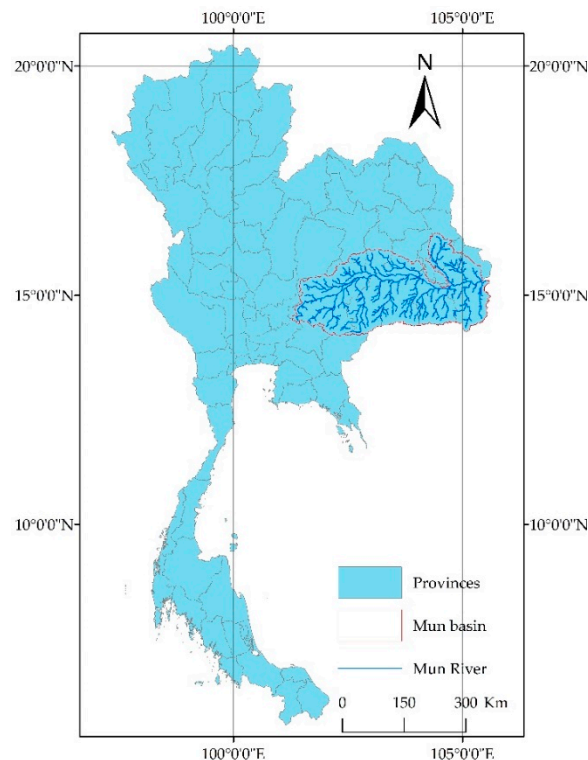 100°0'0"E 105°0'0"E
20°0'0"N 20°0'0"N
N
15°0'0"N 15°0'0"N
10°0'0"N 10°0'0"N
Provinces
Mun basin
Mun River
0 150 300 Km
100°0'0"E 105°0'0"E